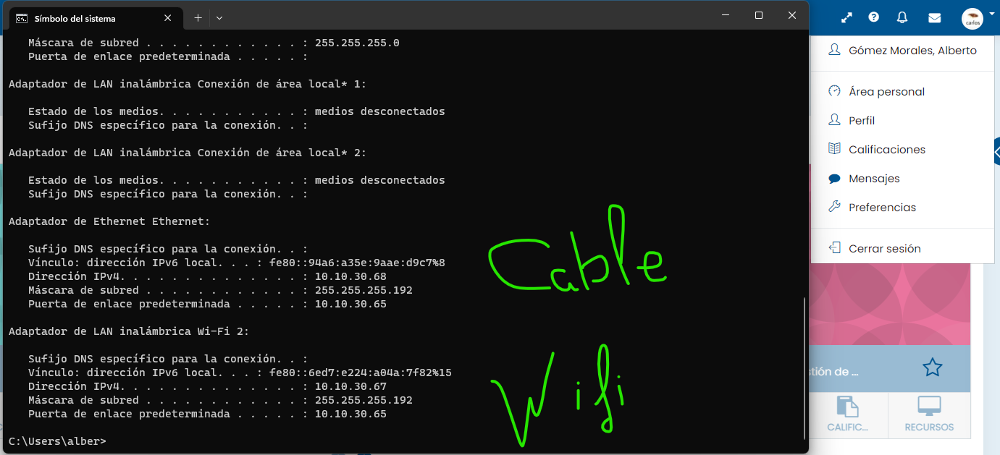 Símbolo del sistema
Máscara de subred . . . . . . . . . . . . : 255.255.255.0
Puerta de enlace predeterminada . . . . . :
Adaptador de LAN inalámbrica Conexión de área local* 1:
Estado de los medios. . . . . . . . . . . : medios desconectados
Sufijo DNS específico para la conexión. . :
Adaptador de LAN inalámbrica Conexión de área local* 2:
Estado de los medios. . . . . . . . . . . : medios desconectados
Sufijo DNS específico para la conexión. . :
Adaptador de Ethernet Ethernet:
Sufijo DNS específico para la conexión. . :
Vínculo: dirección IPv6 local. . . : fe80::94a6:a35e:9aae:d9c7%8
Dirección IPv4. . . . . . . . . . . . . . : 10.10.30.68
Máscara de subred . . . . . . . . . . . . : 255.255.255.192
Puerta de enlace predeterminada . . . . . : 10.10.30.65
Cable
Adaptador de LAN inalámbrica Wi-Fi 2:
Sufijo DNS específico para la conexión. . :
Vínculo: dirección IPv6 local. . . : fe80::6ed7:e224:a04a:7f82%15
Dirección IPv4. . . . . . . . . . . . . . : 10.10.30.67
Máscara de subred . . . . . . . . . . . . : 255.255.255.192
Puerta de enlace predeterminada . . . . . : 10.10.30.65
Wifi
C:\Users\alber>
carlos
Gómez Morales, Alberto
Área personal
Perfil
Calificaciones
Mensajes
Preferencias
Cerrar sesión
stión de ...
CALIFIC...
RECURSOS